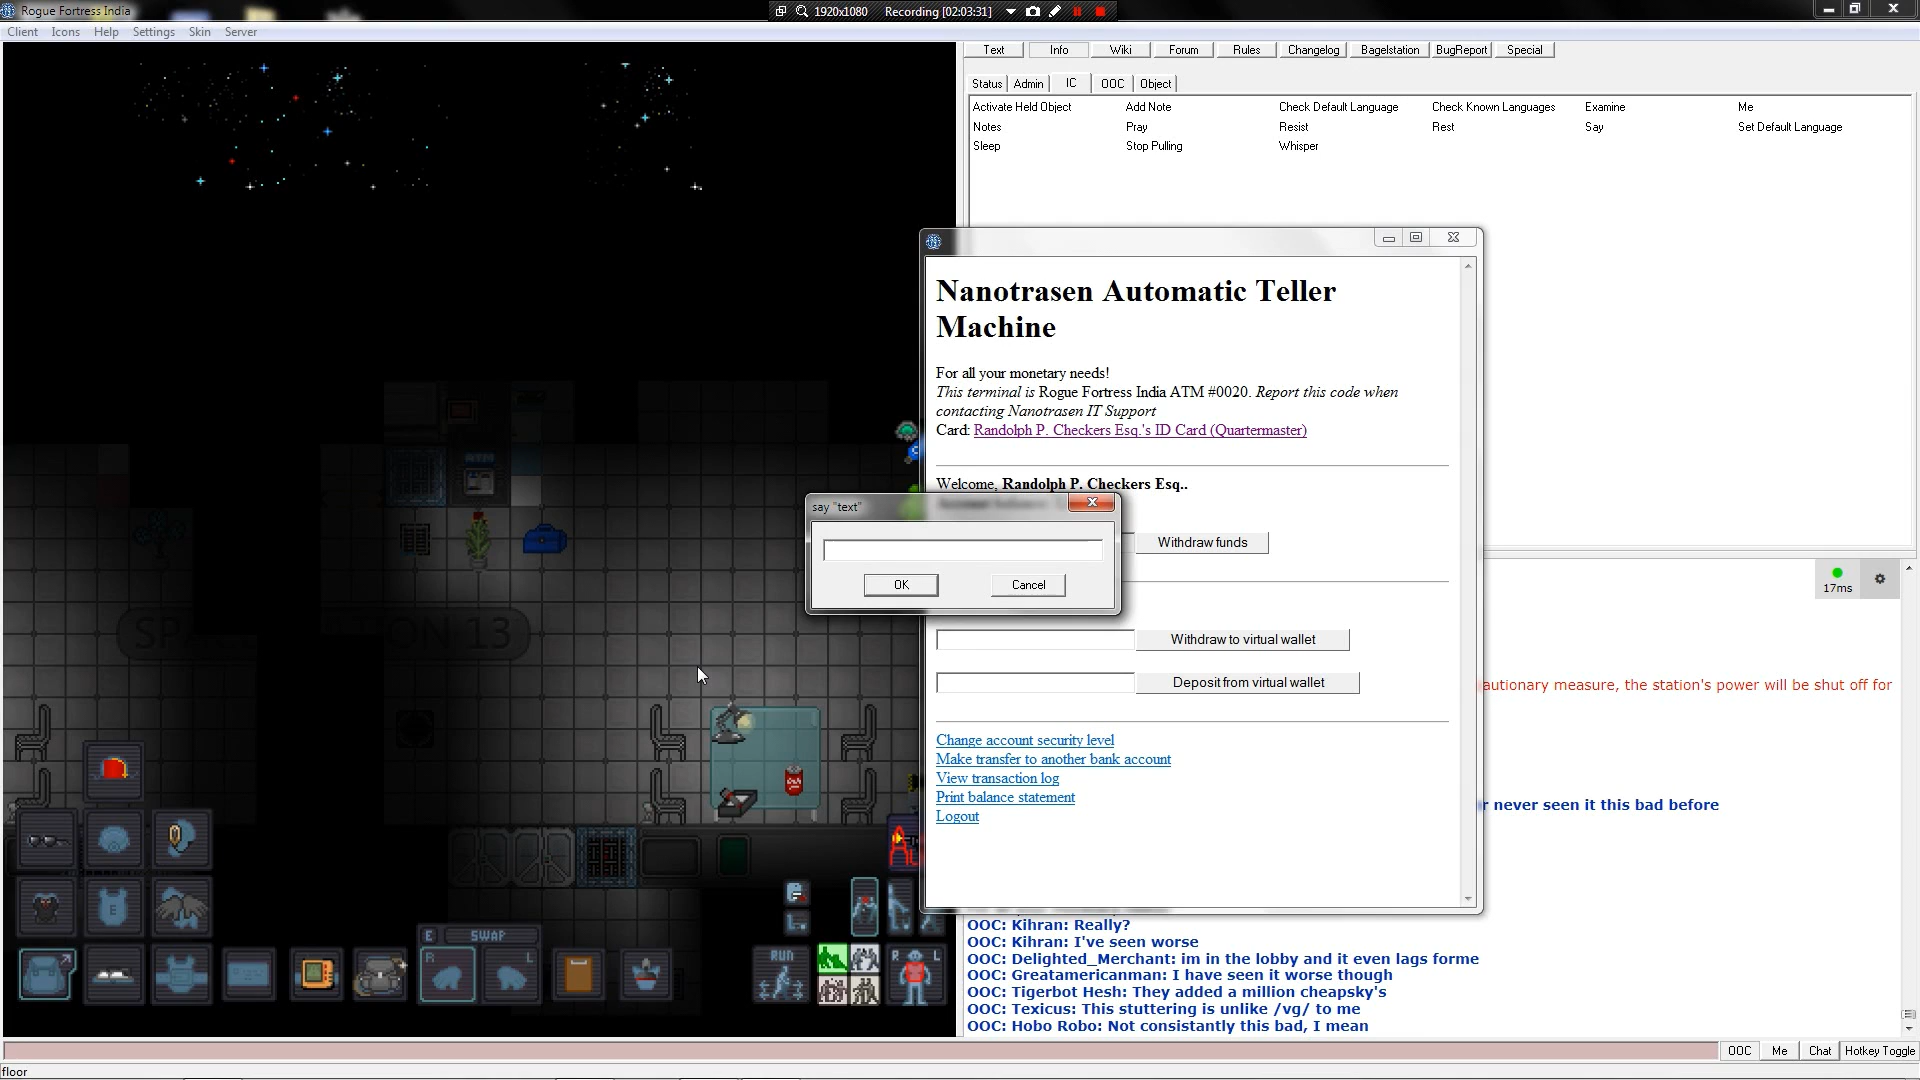 Rogue Fortress India
1920x1080 Recording [02:03:31]
Client Icons Help Settings Skin Server
Text Info Wiki Forum Rules Changelog Bagelstation BugReport Special
Status Admin IC OOC Object
Activate Held Object Add Note Check Default Language Check Known Languages Examine Me
Notes Pray Resist Rest Say Set Default Language
Sleep Stop Pulling Whisper
Nanotrasen Automatic Teller
Machine
For all your monetary needs!
This terminal is Rogue Fortress India ATM #0020. Report this code when
contacting Nanotrasen IT Support
Card: Randolph P. Checkers Esq.'s ID Card (Quartermaster)
Welcome, Randolph P. Checkers Esq..
say "text"
Withdraw funds
OK Cancel
17ms
Withdraw to virtual wallet
Deposit from virtual wallet
autionary measure, the station's power will be shut off for
Change account security level
Make transfer to another bank account
View transaction log
Print balance statement
Logout
r never seen it this bad before
ATM
ION 13
E SWAP
R L
RUN
R L
OOC: Kihran: Really?
OOC: Kihran: I've seen worse
OOC: Delighted_Merchant: im in the lobby and it even lags forme
OOC: Greatamericanman: I have seen it worse though
OOC: Tigerbot Hesh: They added a million cheapsky's
OOC: Texicus: This stuttering is unlike /vg/ to me
OOC: Hobo Robo: Not consistantly this bad, I mean
OOC Me Chat Hotkey Toggle
floor